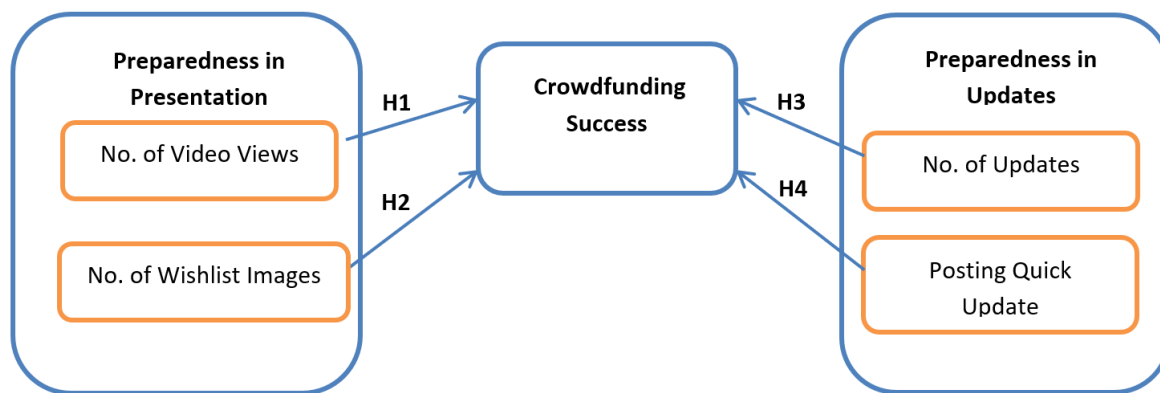 Preparedness in
Presentation
No. of Video Views
No. of Wishlist Images
H1
H2
Crowdfunding
Success
H3
H4
Preparedness in
Updates
No. of Updates
Posting Quick
Update